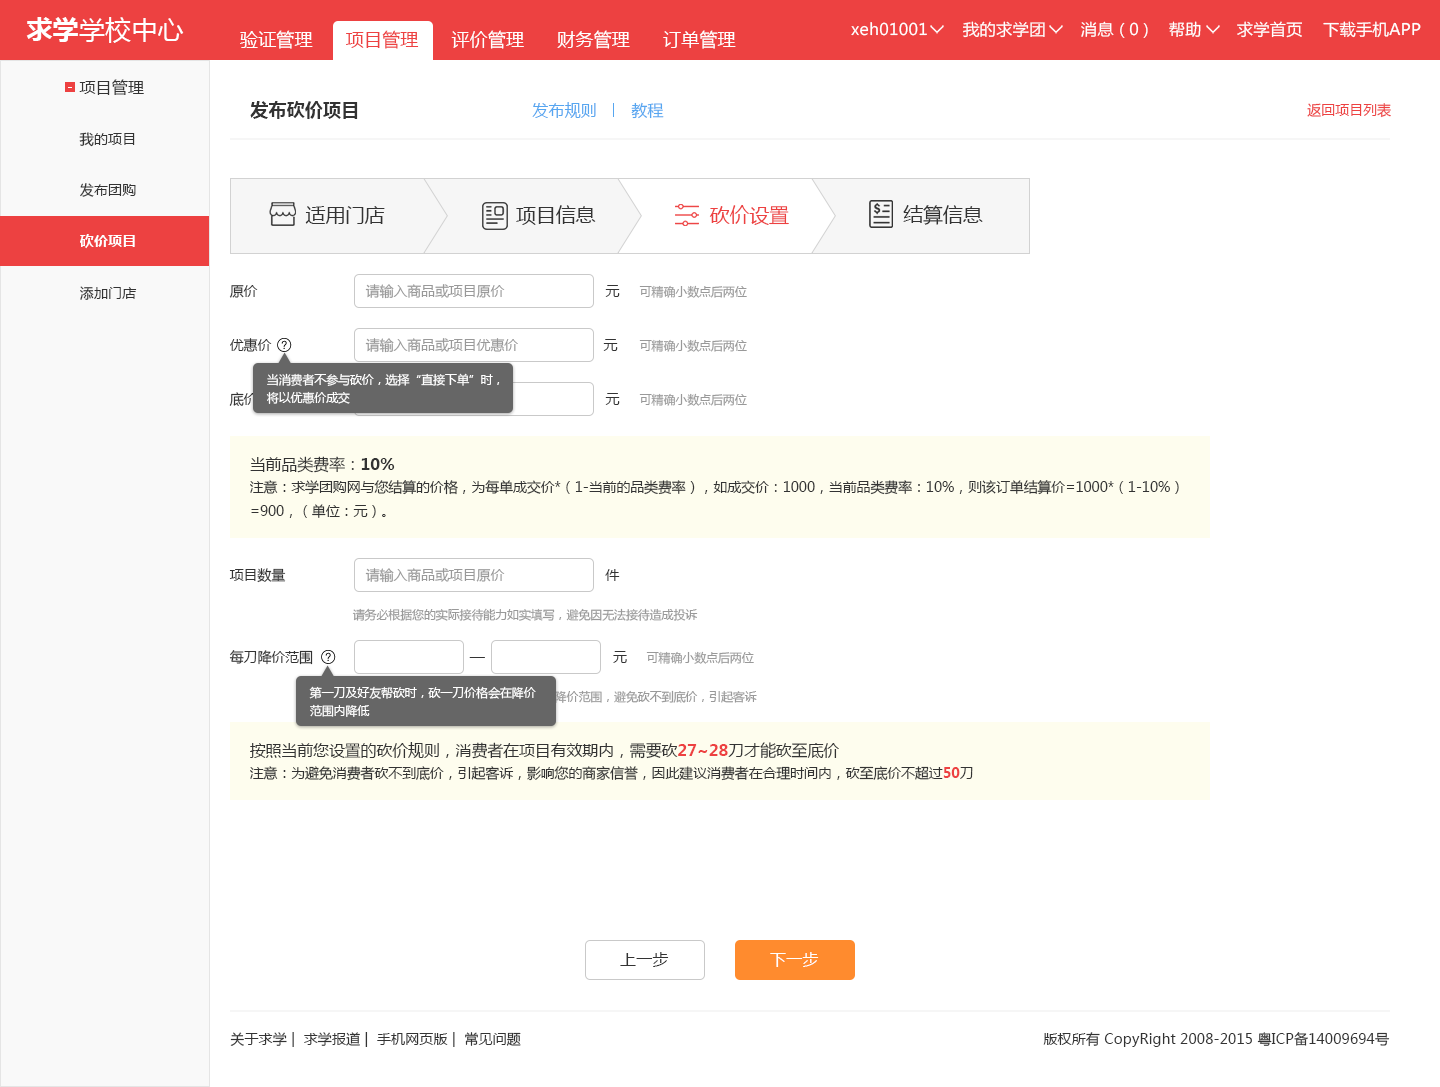 求学学校中心
验证管理 项目管理 评价管理 财务管理 订单管理
xeh01001 我的求学团 消息（0） 帮助 求学首页 下载手机APP
项目管理
我的项目
发布团购
砍价项目
添加门店
发布砍价项目 发布规则 | 教程 返回项目列表
适用门店 项目信息 砍价设置 结算信息
原价 请输入商品或项目原价 元 可精确小数点后两位
优惠价 请输入商品或项目优惠价 元 可精确小数点后两位
当消费者不参与砍价，选择“直接下单”时，
将以优惠价成交
底价 元 可精确小数点后两位
当前品类费率：10%
注意：求学团购网与您结算的价格，为每单成交价*（1-当前的品类费率），如成交价：1000，当前品类费率：10%，则该订单结算价=1000*（1-10%）
=900，（单位：元）。
项目数量 请输入商品或项目原价 件
请务必根据您的实际接待能力如实填写，避免因无法接待造成投诉
每刀降价范围 — 元 可精确小数点后两位
第一刀及好友帮砍时，砍一刀价格会在降价
范围内降低
降价范围，避免砍不到底价，引起客诉
按照当前您设置的砍价规则，消费者在项目有效期内，需要砍27~28刀才能砍至底价
注意：为避免消费者砍不到底价，引起客诉，影响您的商家信誉，因此建议消费者在合理时间内，砍至底价不超过50刀
上一步 下一步
关于求学 | 求学报道 | 手机网页版 | 常见问题
版权所有 CopyRight 2008-2015 粤ICP备14009694号